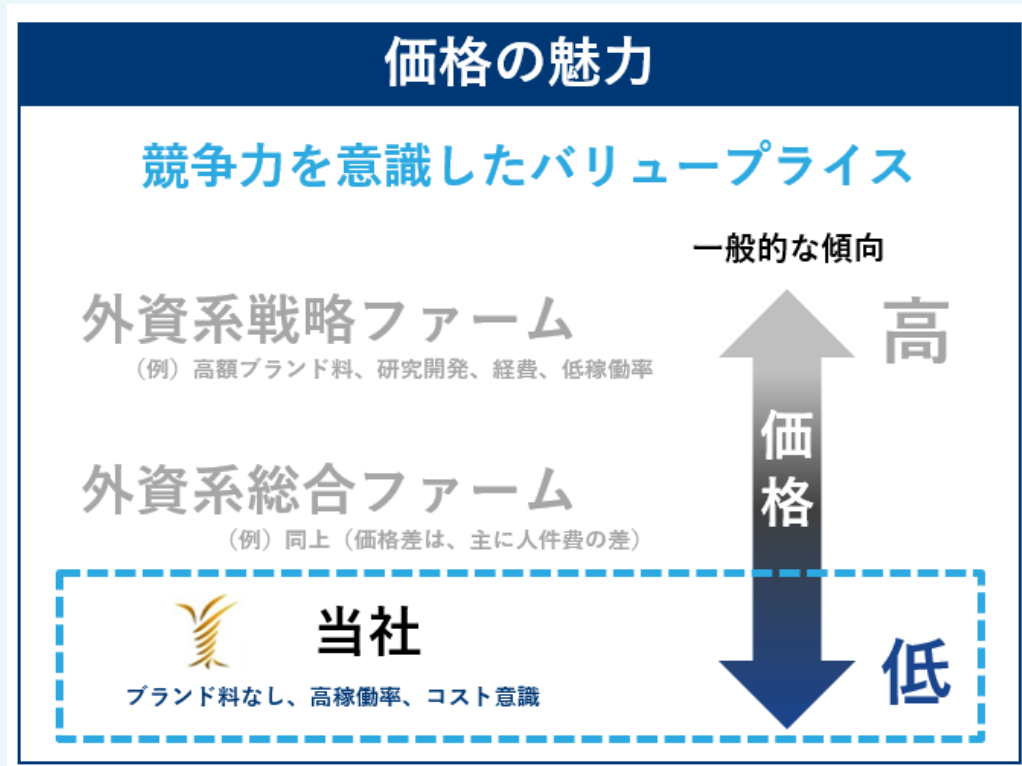 価格の魅力
競争力を意識したバリュープライス
一般的な傾向
外資系戦略ファーム
（例）高額ブランド料、研究開発、経費、低稼働率
高
価格
外資系総合ファーム
（例）同上（価格差は、主に人件費の差）
当社
ブランド料なし、高稼働率、コスト意識
低